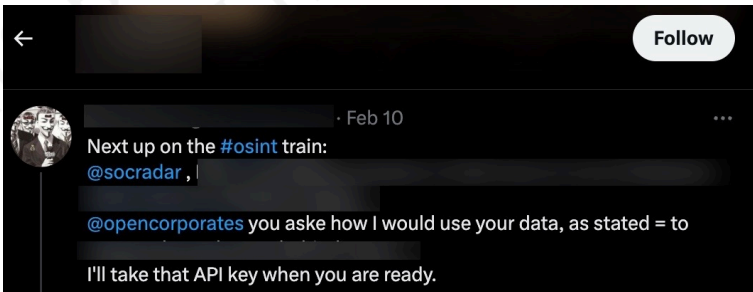 Follow
· Feb 10
Next up on the #osint train:
@socradar ,
@opencorporates you aske how I would use your data, as stated = to
I'll take that API key when you are ready.